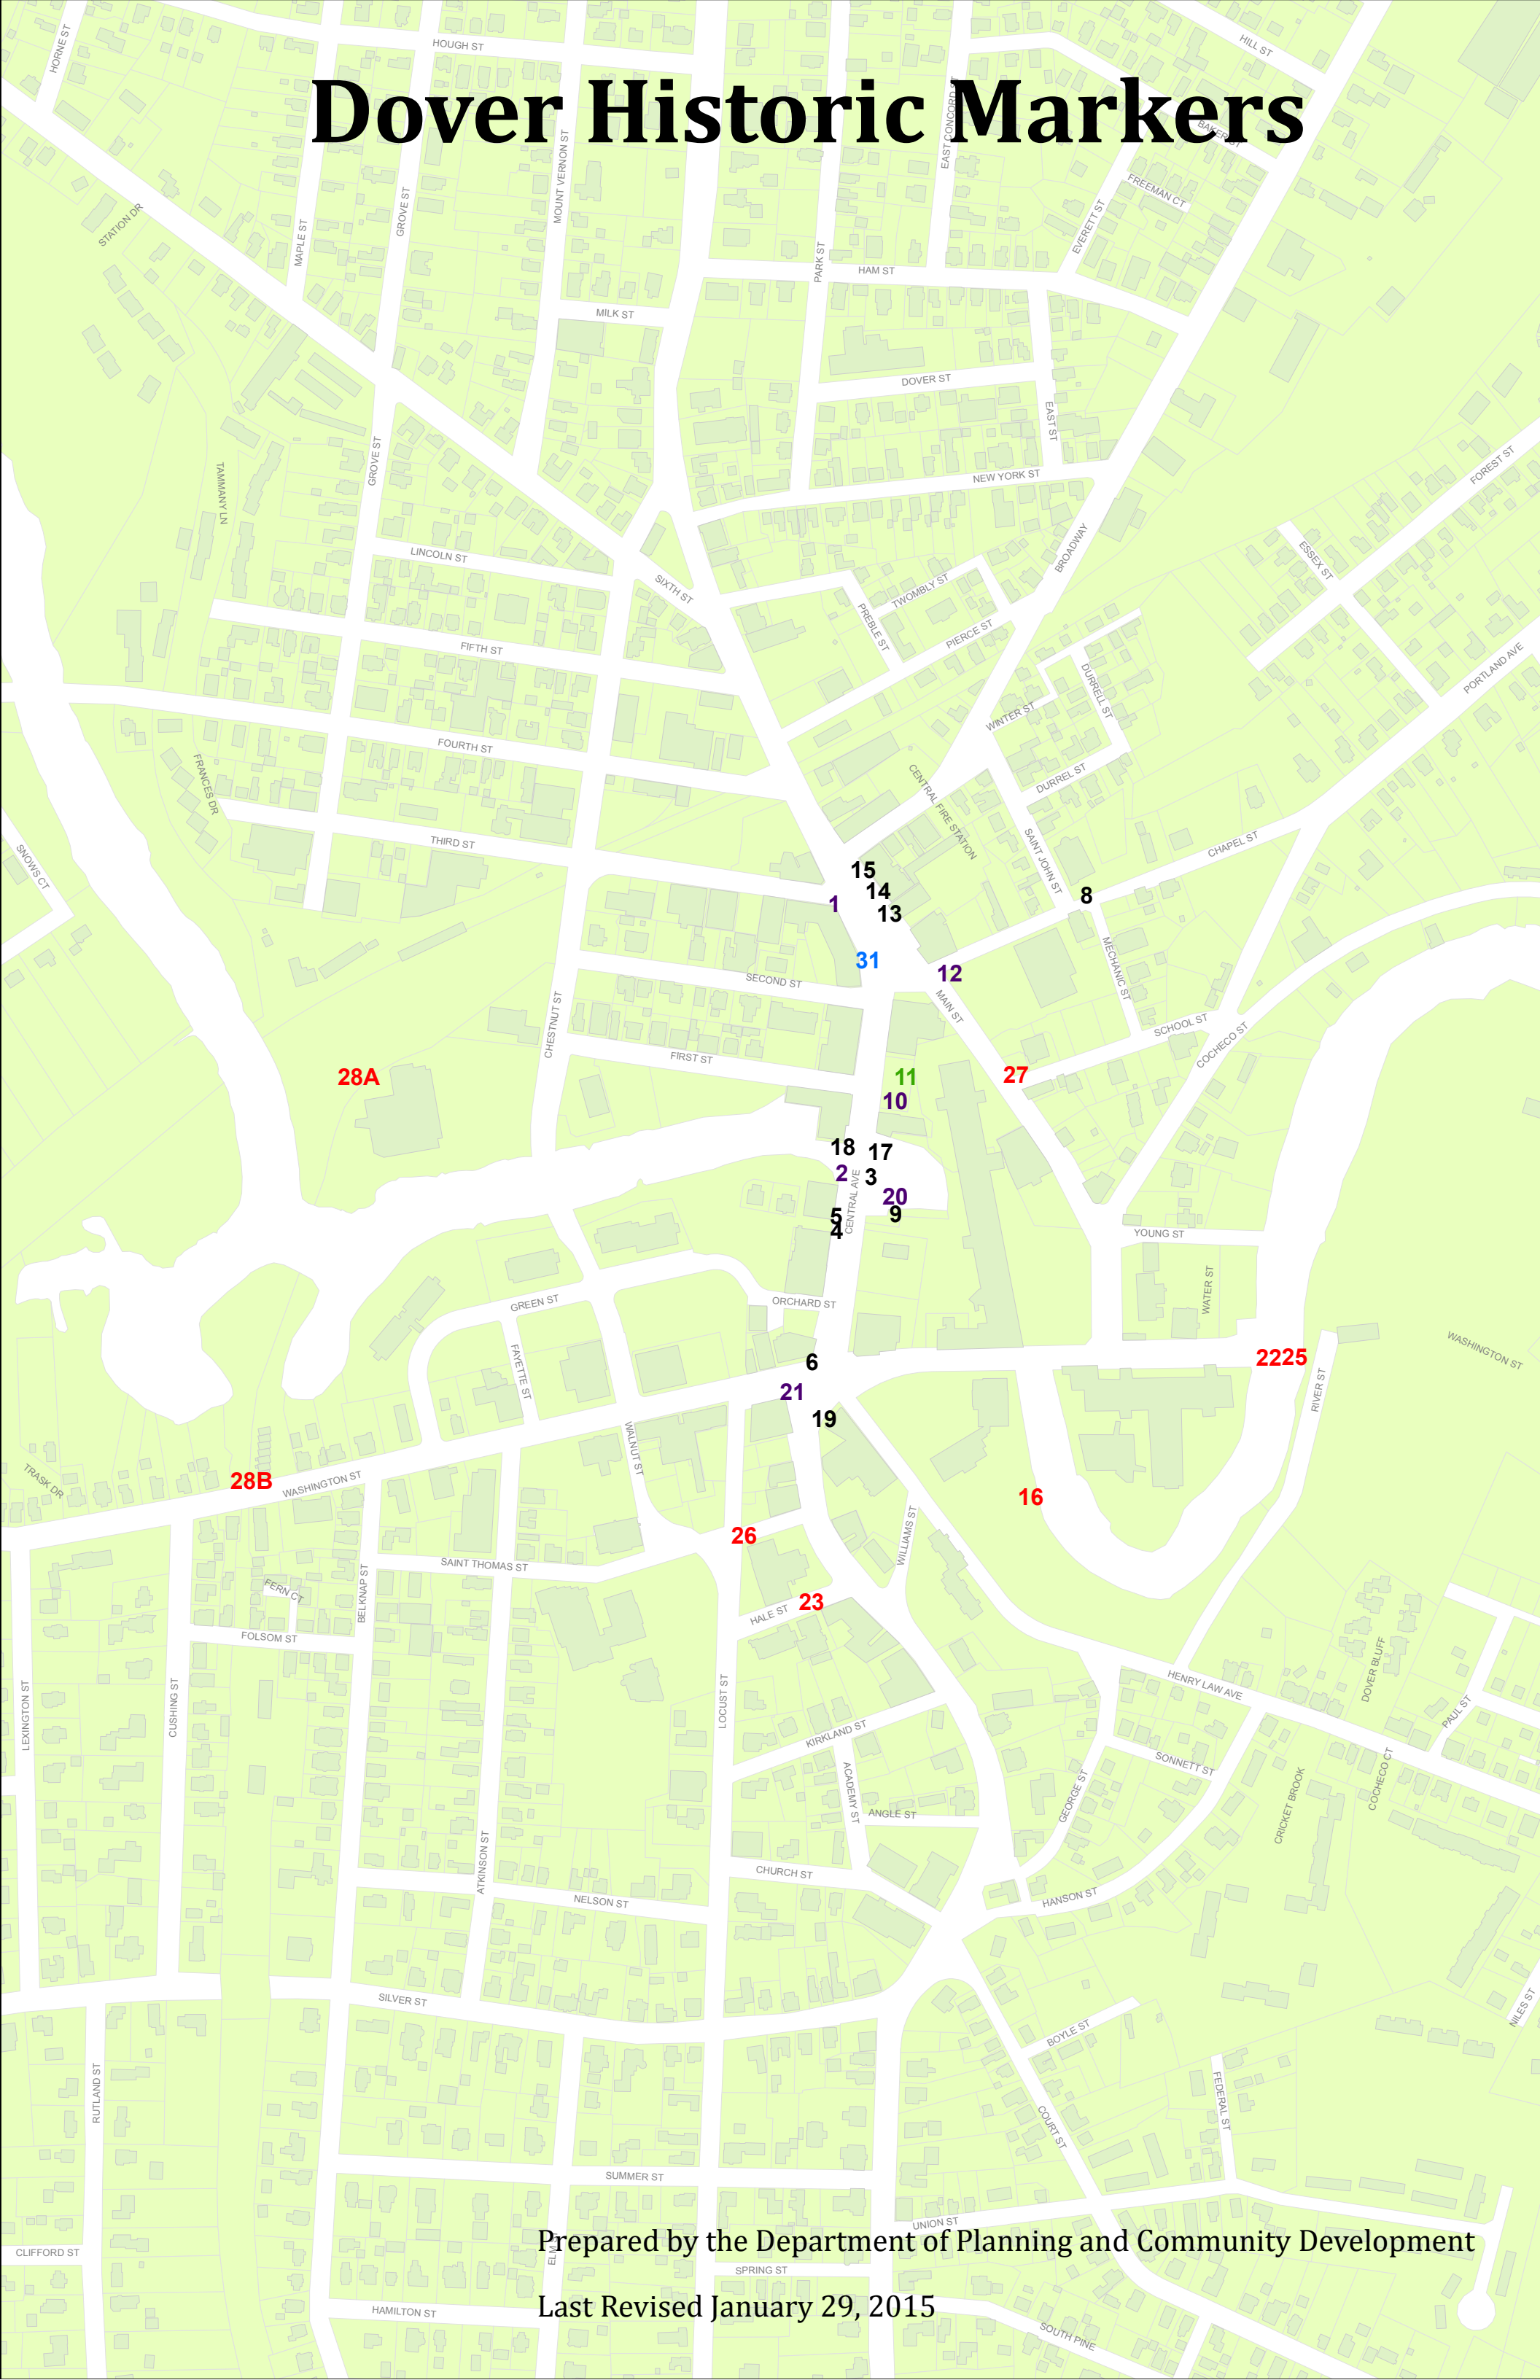 HORNE ST
HOUGH ST
HILL ST
Dover Historic Markers
EAST CONCORD ST
BAKER ST
MOUNT VERNON ST
FREEMAN CT
STATION DR
MAPLE ST
GROVE ST
EVERETT ST
PARK ST
HAM ST
MILK ST
DOVER ST
EAST ST
GROVE ST
TAMMANY LN
NEW YORK ST
FOREST ST
BROADWAY
LINCOLN ST
ESSEX ST
SIXTH ST
TWOMBLY ST
PREBLE ST
PIERCE ST
FIFTH ST
PORTLAND AVE
DURRELL ST
WINTER ST
FOURTH ST
FRANCES DR
DURREL ST
CENTRAL FIRE STATION
THIRD ST
SNOWS CT
SAINT JOHN ST
CHAPEL ST
15
14
13
1
8
31
12
SECOND ST
MECHANIC ST
MAIN ST
CHESTNUT ST
SCHOOL ST
COCHECO ST
FIRST ST
28A
11
27
10
18
17
2
3
20
5
9
4
CENTRAL AVE
YOUNG ST
WATER ST
ORCHARD ST
GREEN ST
FAYETTE ST
6
2225
WASHINGTON ST
21
19
RIVER ST
WALNUT ST
TRASK DR
28B
WASHINGTON ST
16
26
WILLIAMS ST
SAINT THOMAS ST
FERN CT
BELKNAP ST
23
HALE ST
FOLSOM ST
LEXINGTON ST
CUSHING ST
LOCUST ST
HENRY LAW AVE
DOVER BLUFF
PAUL ST
KIRKLAND ST
ACADEMY ST
SONNETT ST
GEORGE ST
CRICKET BROOK
COCHECO CT
ANGLE ST
ATKINSON ST
CHURCH ST
NELSON ST
HANSON ST
SILVER ST
BOYLE ST
NILES ST
RUTLAND ST
FEDERAL ST
COURT ST
SUMMER ST
UNION ST
Prepared by the Department of Planning and Community Development
CLIFFORD ST
SPRING ST
Last Revised January 29, 2015
HAMILTON ST
SOUTH PINE